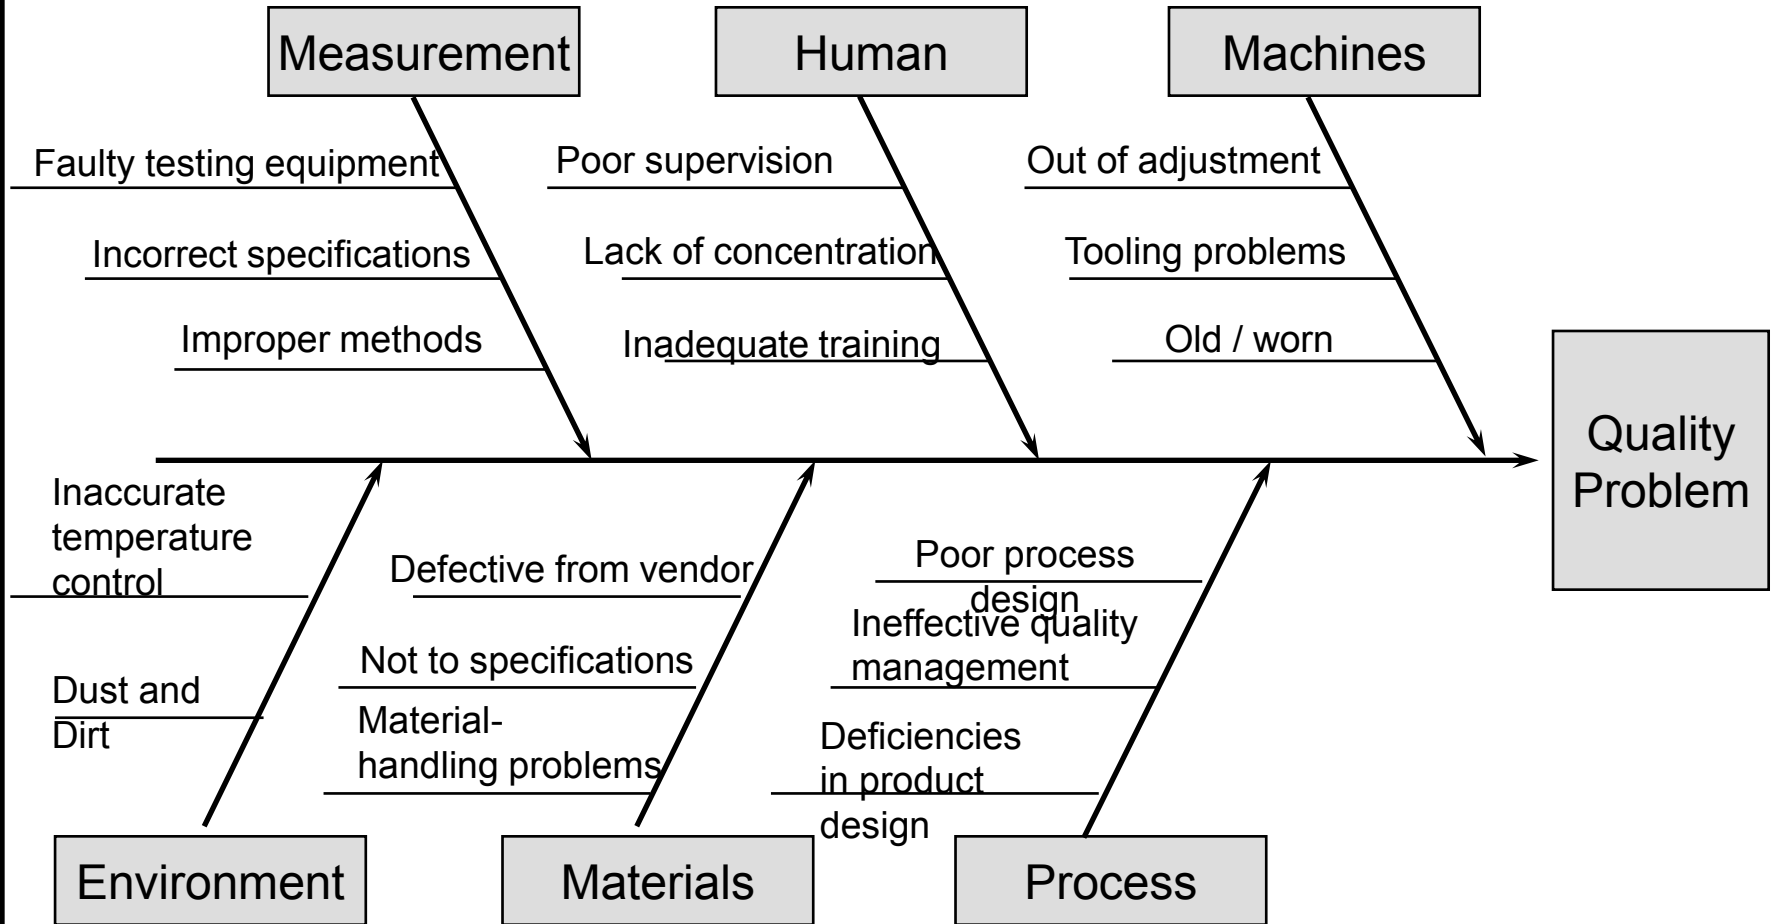 Measurement
Human
Machines
Faulty testing equipment
Poor supervision
Out of adjustment
Incorrect specifications
Lack of concentration
Tooling problems
Improper methods
Inadequate training
Old / worn
Quality
Problem
Inaccurate
temperature
control
Defective from vendor
Poor process
design
Ineffective quality
management
Not to specifications
Dust and
Dirt
Material-
handling problems
Deficiencies
in product
design
Environment
Materials
Process